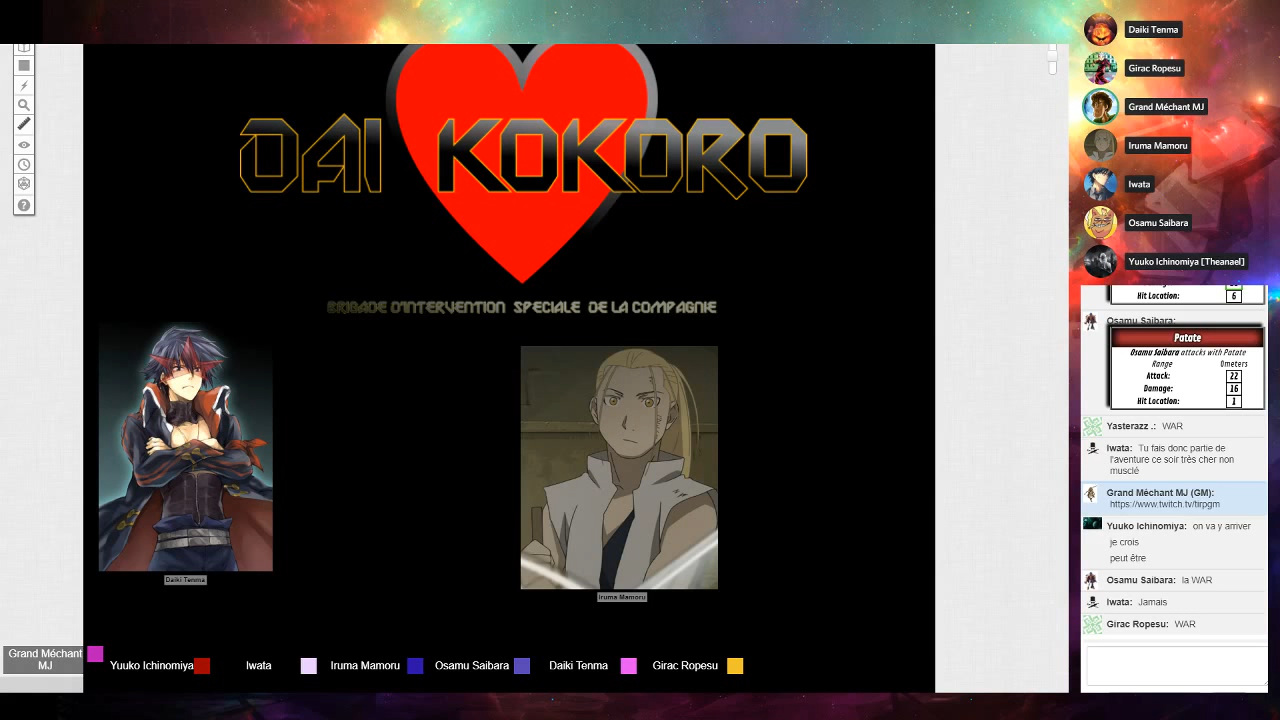 DAI KOKORO
BRIGADE D'INTERVENTION SPECIALE DE LA COMPAGNIE
Daiki Tenma
Iruma Mamoru
Grand Méchant
MJ
Yuuko Ichinomiya
Iwata
Iruma Mamoru
Osamu Saibara
Daiki Tenma
Girac Ropesu
Daiki Tenma
Girac Ropesu
Grand Méchant MJ
Iruma Mamoru
Iwata
Osamu Saibara
Yuuko Ichinomiya [Theanael]
Hit Location: 6
Osamu Saibara:
Patate
Osamu Saibara attacks with Patate
Range 0meters
Attack: 22
Damage: 16
Hit Location: 1
Yasterazz .: WAR
Iwata: Tu fais donc partie de
l'aventure ce soir très cher non
musclé
Grand Méchant MJ (GM):
https://www.twitch.tv/tirpgm
Yuuko Ichinomiya: on va y arriver
je crois
peut être
Osamu Saibara: la WAR
Iwata: Jamais
Girac Ropesu: WAR